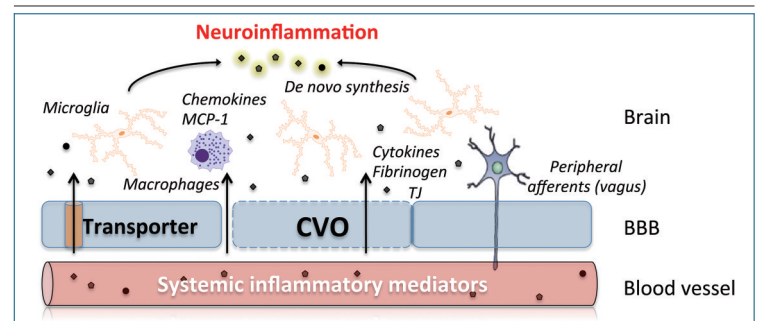 Neuroinflammation
De novo synthesis
Microglia
Chemokines
MCP-1
Brain
Macrophages
Cytokines
Fibrinogen
TJ
Peripheral
afferents (vagus)
Transporter
CVO
BBB
Systemic inflammatory mediators
Blood vessel